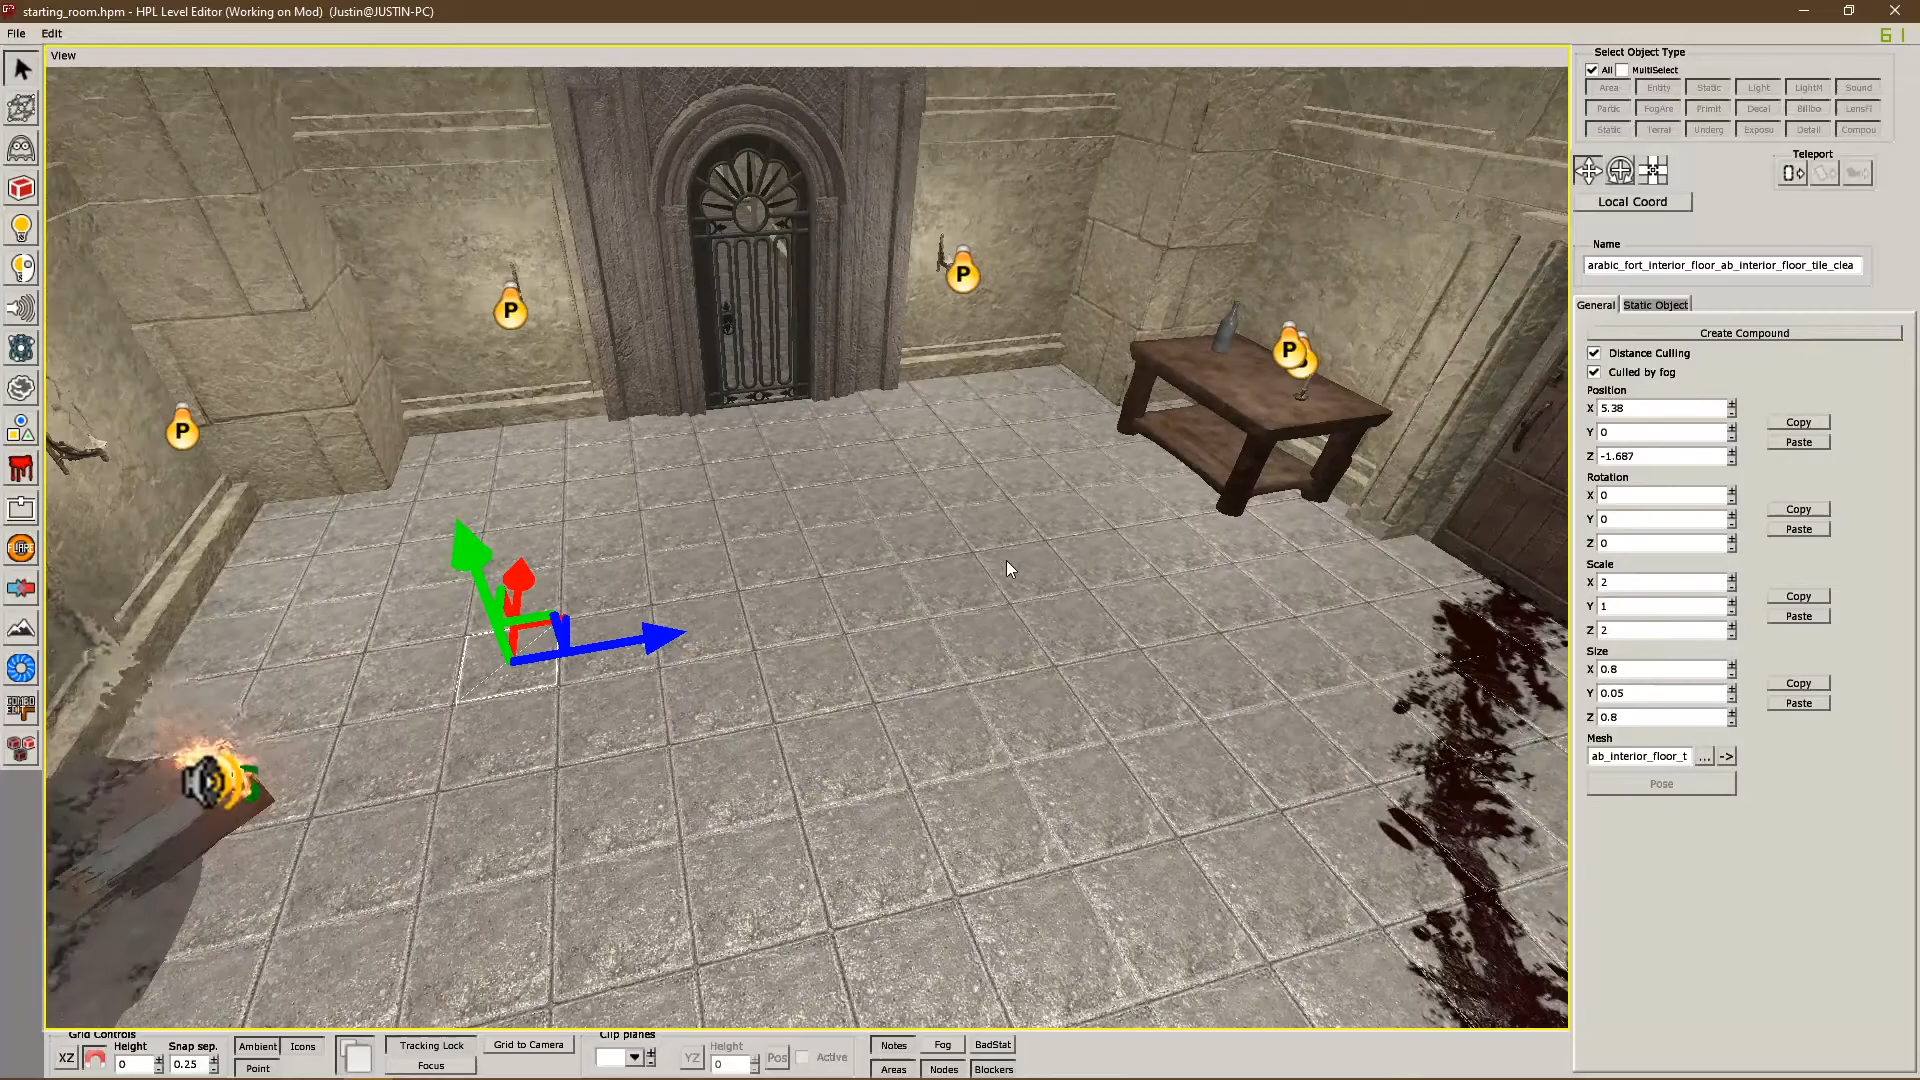 starting_room.hpm - HPL Level Editor (Working on Mod) (Justin@JUSTIN-PC)
File Edit
61
View
Select Object Type
All MultiSelect
Area Entity Static Light LightM Sound
Partic FogAre Primit Decal Billbo LensFl
Static Terrai Underg Exposu Detail Compou
Teleport
Local Coord
Name
arabic_fort_interior_floor_ab_interior_floor_tile_clea
General Static Object
Create Compound
Distance Culling
Culled by fog
Position
X 5.38
Y 0
Z -1.687
Copy
Paste
Rotation
X 0
Y 0
Z 0
Copy
Paste
Scale
X 2
Y 1
Z 2
Copy
Paste
Size
X 0.8
Y 0.05
Z 0.8
Copy
Paste
Mesh
ab_interior_floor_t ... ->
Pose
P
P
P
P
FLARE
COMBO
Grid Controls
XZ Height 0 Snap sep. 0.25
Ambient Icons
Point
Tracking Lock
Focus
Grid to Camera
Clip planes
YZ Height 0 Pos Active
Notes Fog BadStat
Areas Nodes Blockers